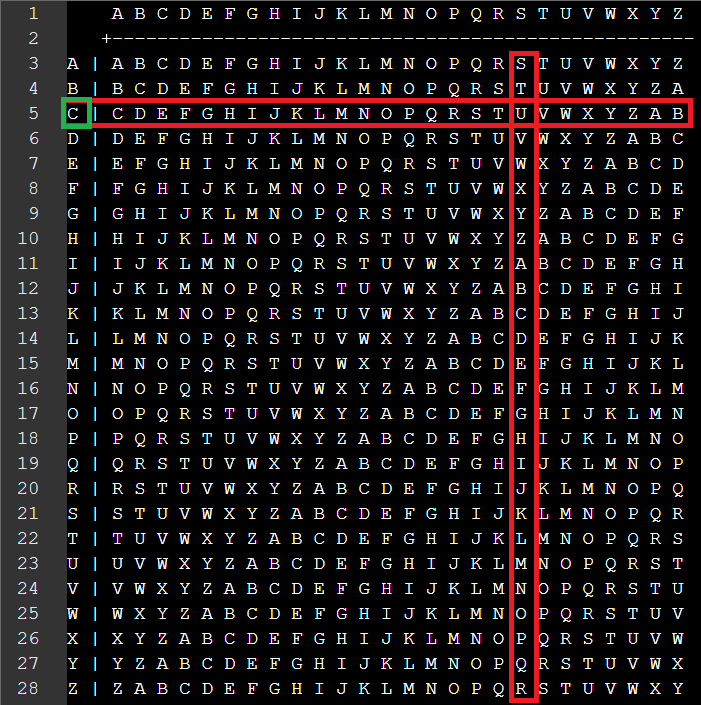 1 A B C D E F G H I J K L M N O P Q R S T U V W X Y Z
2 +----------------------------------------------------
3 A | A B C D E F G H I J K L M N O P Q R S T U V W X Y Z
4 B | B C D E F G H I J K L M N O P Q R S T U V W X Y Z A
5 C | C D E F G H I J K L M N O P Q R S T U V W X Y Z A B
6 D | D E F G H I J K L M N O P Q R S T U V W X Y Z A B C
7 E | E F G H I J K L M N O P Q R S T U V W X Y Z A B C D
8 F | F G H I J K L M N O P Q R S T U V W X Y Z A B C D E
9 G | G H I J K L M N O P Q R S T U V W X Y Z A B C D E F
10 H | H I J K L M N O P Q R S T U V W X Y Z A B C D E F G
11 I | I J K L M N O P Q R S T U V W X Y Z A B C D E F G H
12 J | J K L M N O P Q R S T U V W X Y Z A B C D E F G H I
13 K | K L M N O P Q R S T U V W X Y Z A B C D E F G H I J
14 L | L M N O P Q R S T U V W X Y Z A B C D E F G H I J K
15 M | M N O P Q R S T U V W X Y Z A B C D E F G H I J K L
16 N | N O P Q R S T U V W X Y Z A B C D E F G H I J K L M
17 O | O P Q R S T U V W X Y Z A B C D E F G H I J K L M N
18 P | P Q R S T U V W X Y Z A B C D E F G H I J K L M N O
19 Q | Q R S T U V W X Y Z A B C D E F G H I J K L M N O P
20 R | R S T U V W X Y Z A B C D E F G H I J K L M N O P Q
21 S | S T U V W X Y Z A B C D E F G H I J K L M N O P Q R
22 T | T U V W X Y Z A B C D E F G H I J K L M N O P Q R S
23 U | U V W X Y Z A B C D E F G H I J K L M N O P Q R S T
24 V | V W X Y Z A B C D E F G H I J K L M N O P Q R S T U
25 W | W X Y Z A B C D E F G H I J K L M N O P Q R S T U V
26 X | X Y Z A B C D E F G H I J K L M N O P Q R S T U V W
27 Y | Y Z A B C D E F G H I J K L M N O P Q R S T U V W X
28 Z | Z A B C D E F G H I J K L M N O P Q R S T U V W X Y